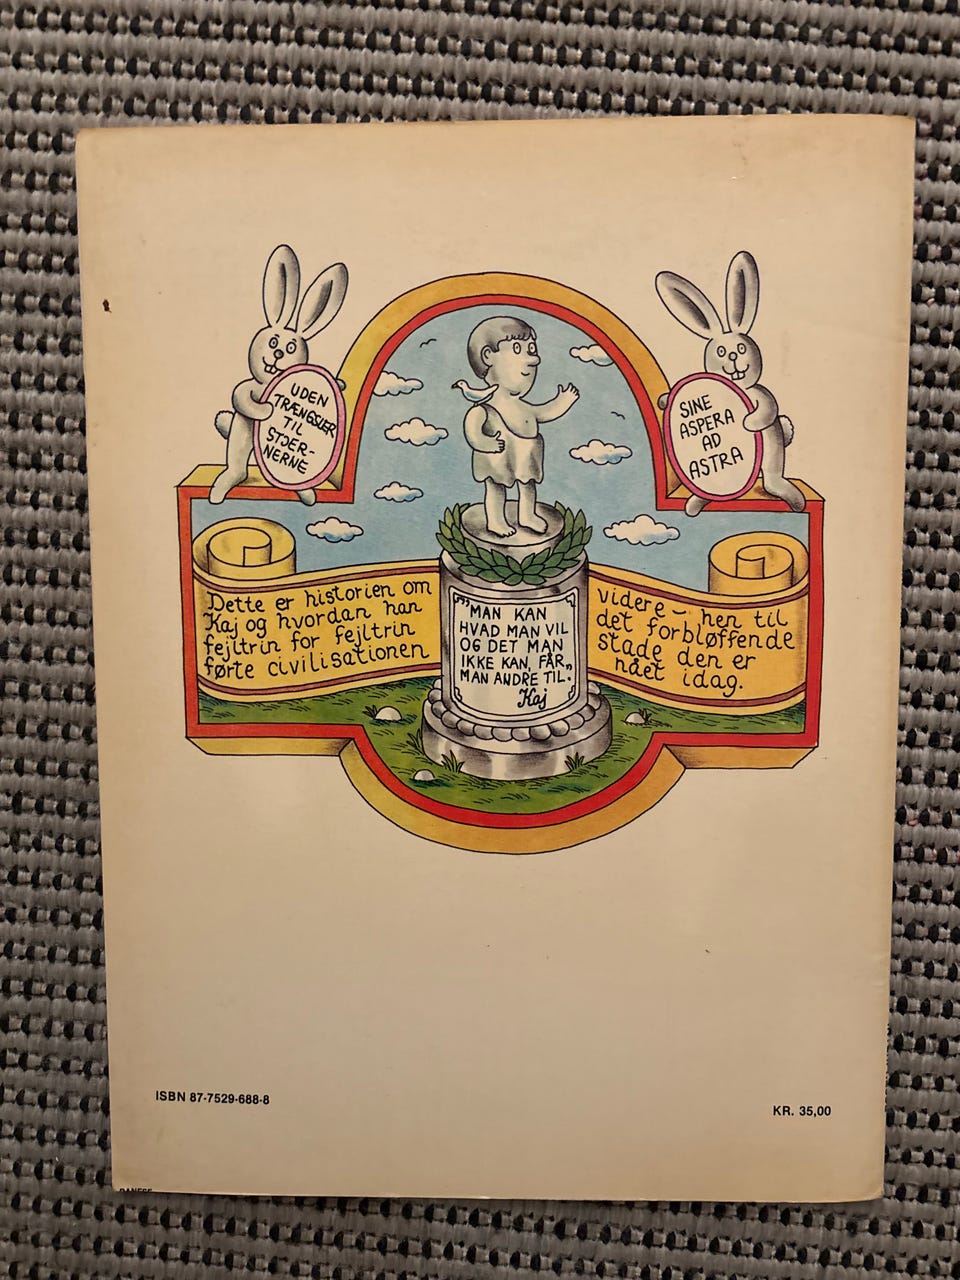 UDEN
TRÆNGSLER
TIL
STJER-
NERNE
SINE
ASPERA
AD
ASTRA
Dette er historien om
Kaj og hvordan han
fejltrin for fejltrin
førte civilisationen
"MAN KAN
HVAD MAN VIL
OG DET MAN
IKKE KAN, FÅR„
MAN ANDRE TIL.
Kaj
videre – hen til
det forbløffende
stade den er
nået idag.
ISBN 87-7529-688-8
KR. 35,00